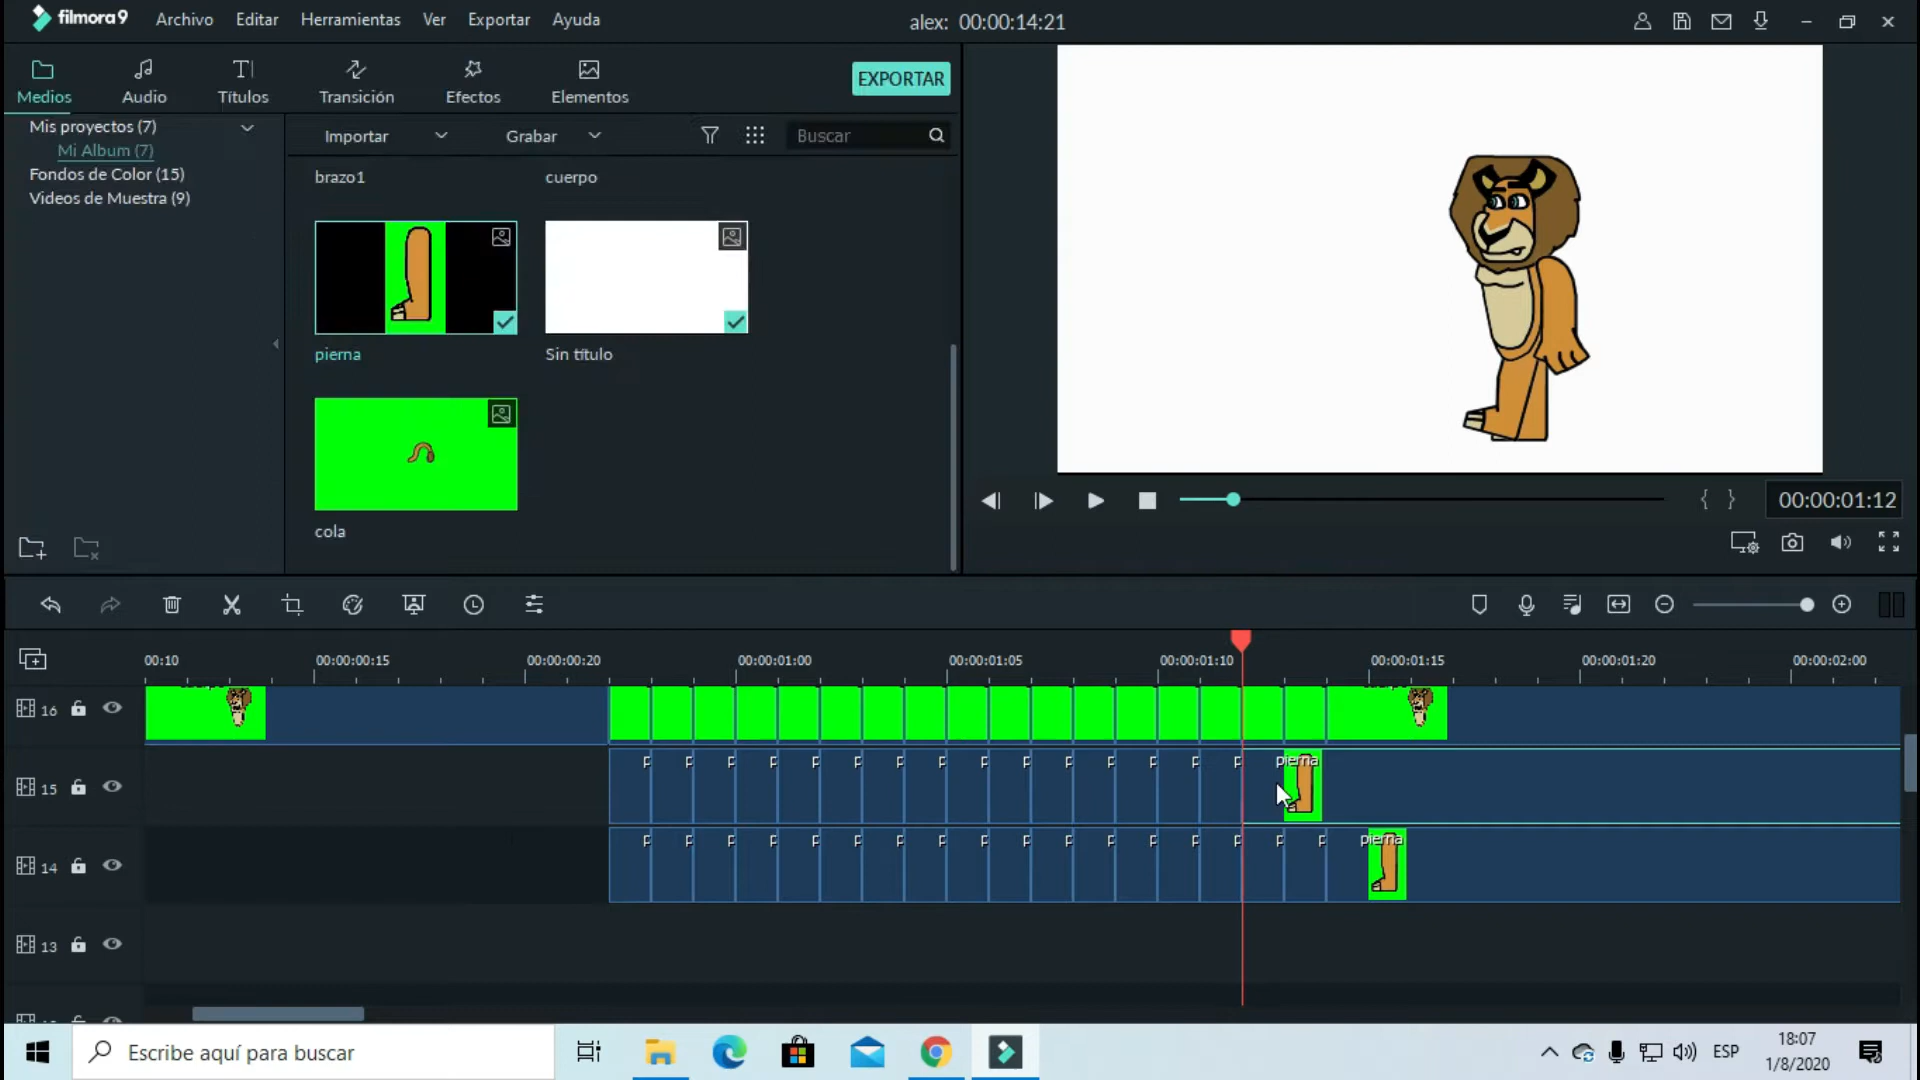 filmora9 Archivo Editar Herramientas Ver Exportar Ayuda alex: 00:00:14:21
Medios Audio Títulos Transición Efectos Elementos EXPORTAR
Mis proyectos (7)
Mi Album (7)
Fondos de Color (15)
Videos de Muestra (9)
Importar Grabar Buscar
brazo1 cuerpo
pierna Sin título
cola
{ } 00:00:01:12
00:10 00:00:00:15 00:00:00:20 00:00:01:00 00:00:01:05 00:00:01:10 00:00:01:15 00:00:01:20 00:00:02:00
16
15 p p p p p p p p p p p p p p p pierna
14 p p p p p p p p p p p p p p p p p pierna
13
Escribe aquí para buscar
ESP
18:07
1/8/2020